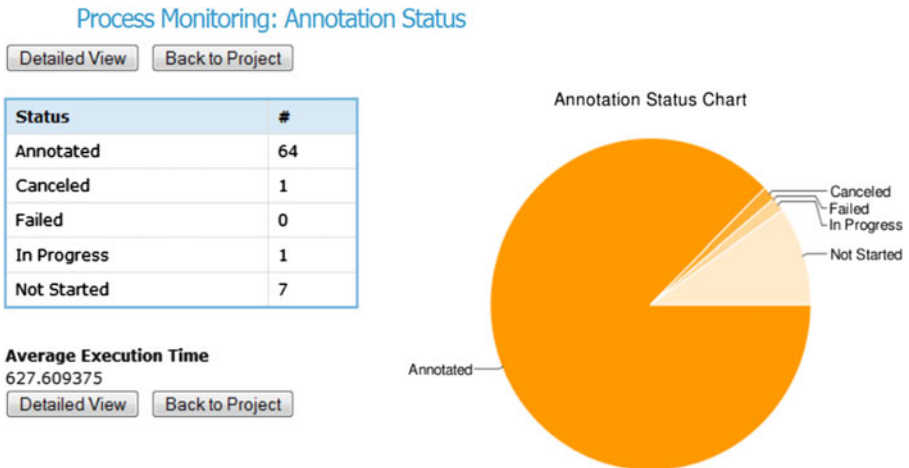 Process Monitoring: Annotation Status
Detailed View Back to Project
Status #
Annotated 64
Canceled 1
Failed 0
In Progress 1
Not Started 7
Average Execution Time
627.609375
Detailed View Back to Project
Annotation Status Chart
Canceled
Failed
In Progress
Not Started
Annotated